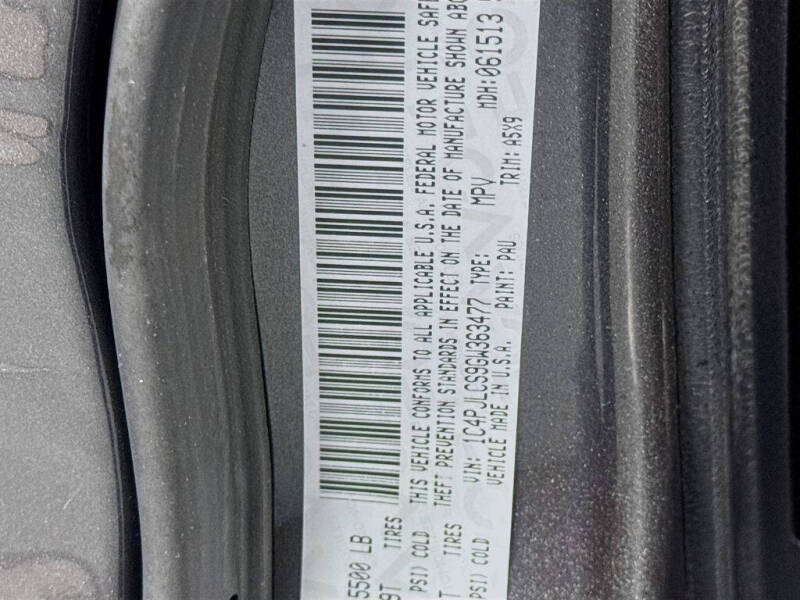 5500 LB
TIRES
PSI) COLD
TIRES
PSI) COLD
THIS VEHICLE CONFORMS TO ALL APPLICABLE U.S.A. FEDERAL MOTOR VEHICLE SAFE
THEFT PREVENTION STANDARDS IN EFFECT ON THE DATE OF MANUFACTURE SHOWN ABO
VIN: 1C4PJLCS9GW363477 TYPE: MPV MDH:061513
VEHICLE MADE IN U.S.A. PAINT: PAU TRIM: A5X9